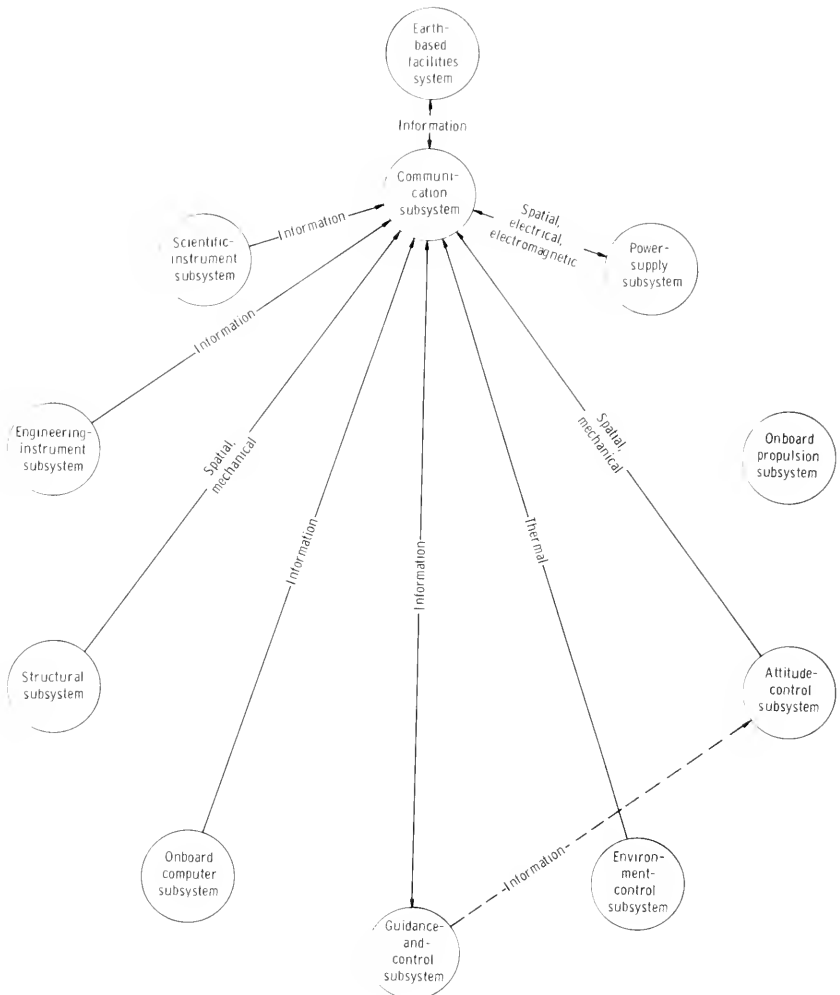 Earth-
based
facilities
system
Information
Communi-
cation
subsystem
Spatial,
electrical,
electromagnetic
Information
Scientific-
instrument
subsystem
Power-
supply
subsystem
Information
Engineering-
instrument
subsystem
Spatial,
mechanical
Spatial,
mechanical
Onboard
propulsion
subsystem
Information
Information
Thermal
Structural
subsystem
Attitude-
control
subsystem
Onboard
computer
subsystem
Information
Environ-
ment-
control
subsystem
Guidance-
and-
control
subsystem